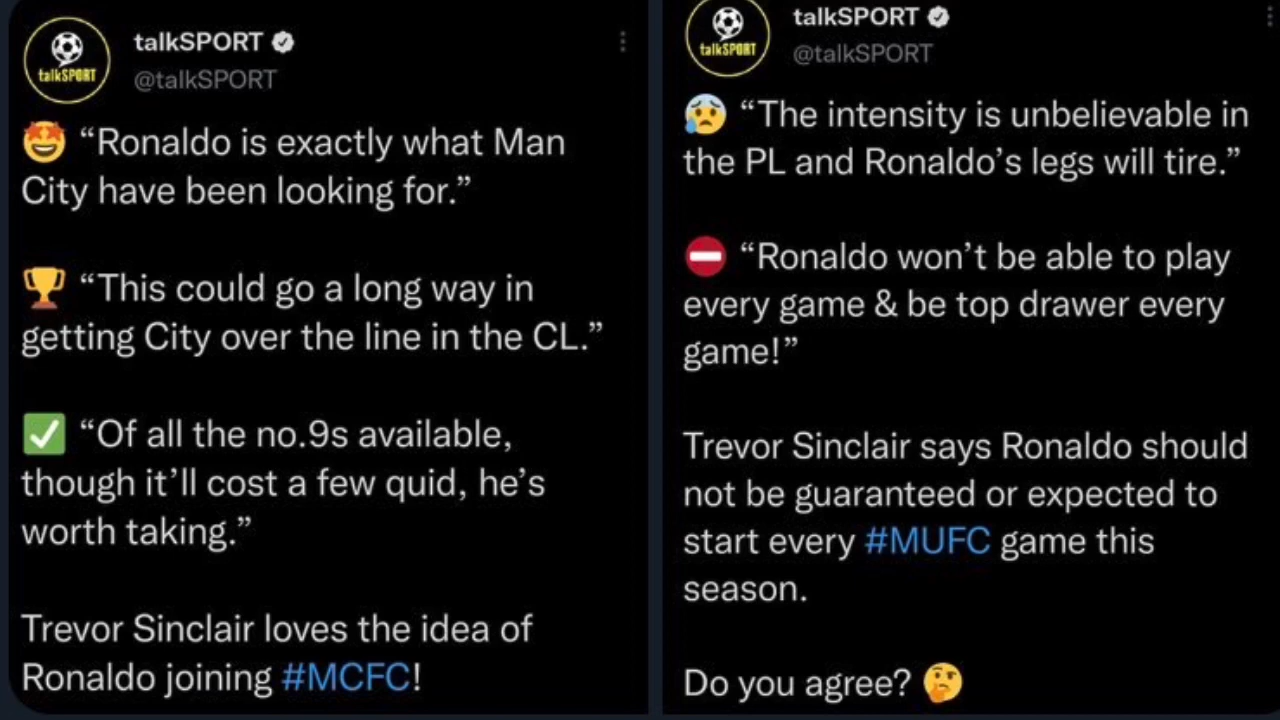 talkSPORT
talkSPORT
@talkSPORT
🤩 “Ronaldo is exactly what Man
City have been looking for.”
🏆 “This could go a long way in
getting City over the line in the CL.”
✅ “Of all the no.9s available,
though it’ll cost a few quid, he’s
worth taking.”
Trevor Sinclair loves the idea of
Ronaldo joining #MCFC!
talkSPORT
talkSPORT
@talkSPORT
😰 “The intensity is unbelievable in
the PL and Ronaldo’s legs will tire.”
⛔ “Ronaldo won’t be able to play
every game & be top drawer every
game!”
Trevor Sinclair says Ronaldo should
not be guaranteed or expected to
start every #MUFC game this
season.
Do you agree? 🤔